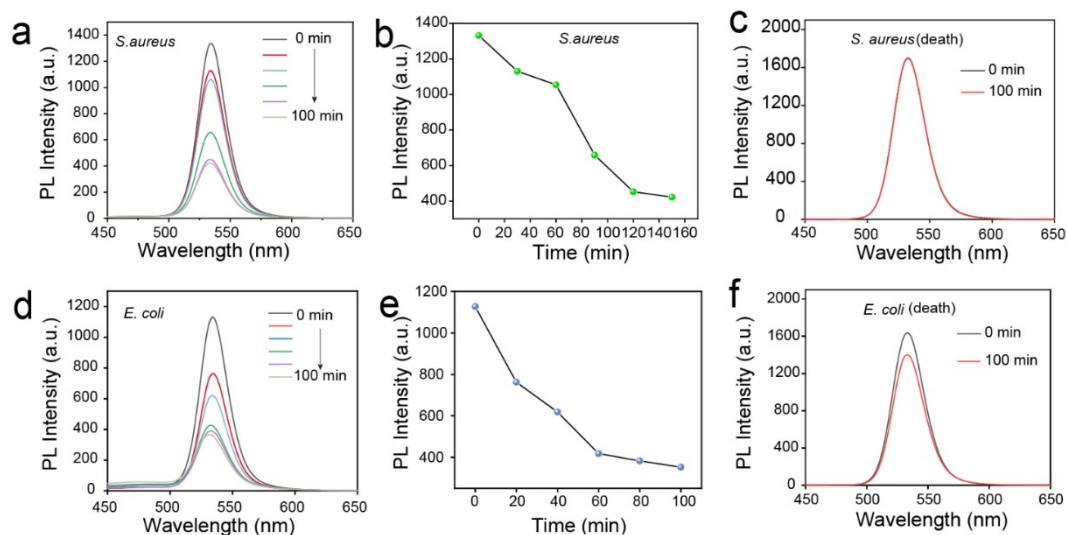 a
S.aureus
0 min
100 min
PL Intensity (a.u.)
1400
1200
1000
800
600
400
200
0
450
500
550
600
650
Wavelength (nm)
b
S.aureus
PL Intensity (a.u.)
1400
1200
1000
800
600
400
0 20 40 60 80 100 120 140 160
Time (min)
c
S. aureus (death)
0 min
100 min
PL Intensity (a.u.)
2000
1600
1200
800
400
0
450 500 550 600 650
Wavelength (nm)
d
E. coli
0 min
100 min
PL Intensity (a.u.)
1200
1000
800
600
400
200
0
450 500 550 600 650
Wavelength (nm)
e
PL Intensity (a.u.)
1200
1000
800
600
400
0 20 40 60 80 100
Time (min)
f
E. coli (death)
0 min
100 min
PL Intensity (a.u.)
2000
1600
1200
800
400
0
450 500 550 600 650
Wavelength (nm)